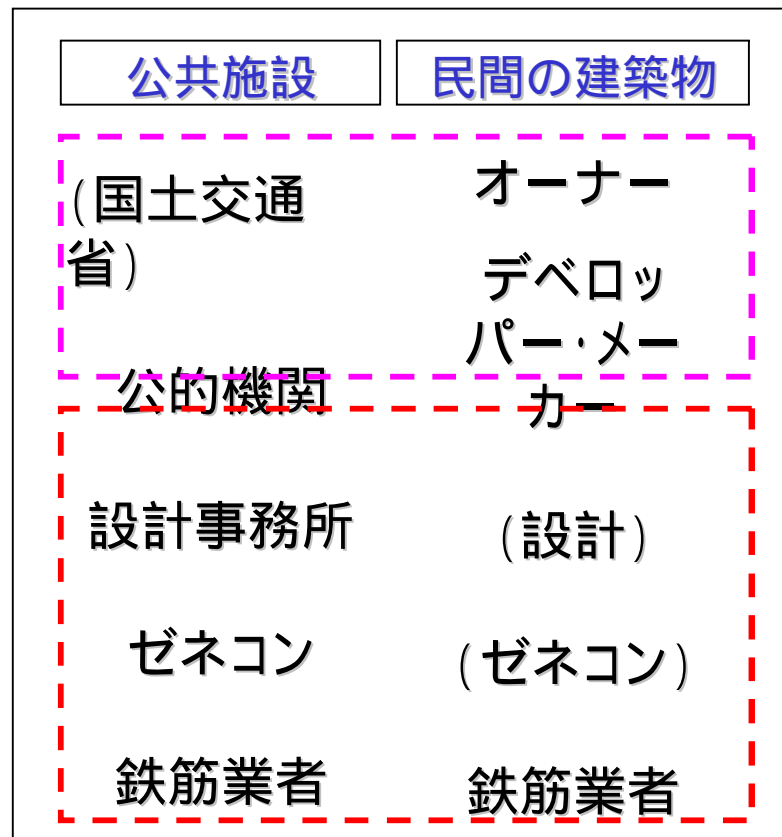 公共施設
民間の建築物
(国土交通
省)
公的機関
設計事務所
ゼネコン
鉄筋業者
オーナー
デベロッ
パー・メー
カー
(設計)
(ゼネコン)
鉄筋業者